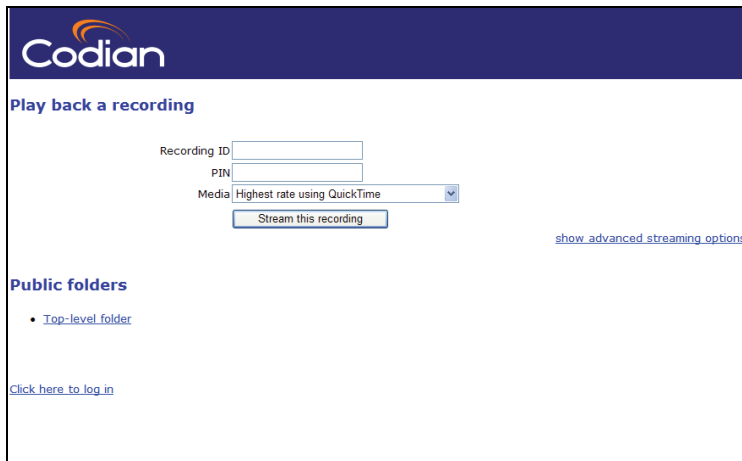 Codian
Play back a recording
Recording ID
PIN
Media Highest rate using QuickTime
Stream this recording
show advanced streaming options
Public folders
• Top-level folder
Click here to log in